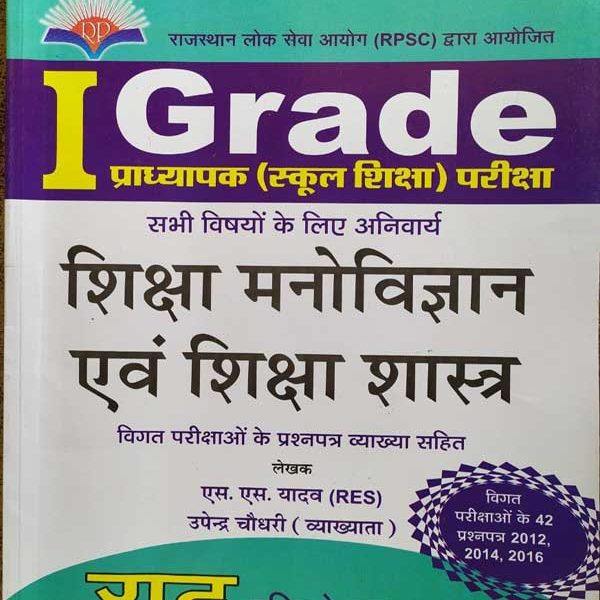 RP
राजस्थान लोक सेवा आयोग (RPSC) द्वारा आयोजित
I Grade
प्राध्यापक (स्कूल शिक्षा) परीक्षा
सभी विषयों के लिए अनिवार्य
शिक्षा मनोविज्ञान
एवं शिक्षा शास्त्र
विगत परीक्षाओं के प्रश्नपत्र व्याख्या सहित
लेखक
एस. एस. यादव (RES)
उपेन्द्र चौधरी ( व्याख्याता )
विगत
परीक्षाओं के 42
प्रश्नपत्र 2012,
2014, 2016